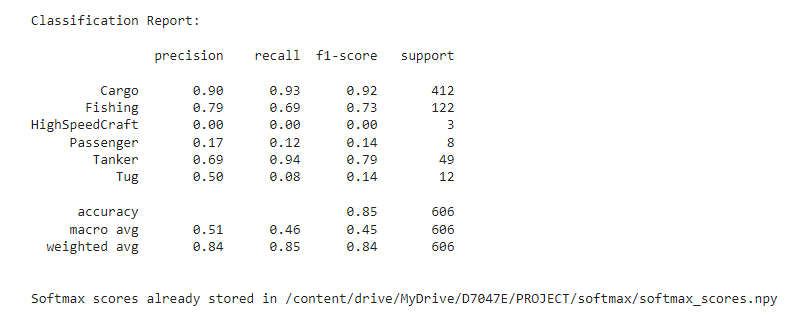 Classification Report:
precision recall f1-score support
Cargo 0.90 0.93 0.92 412
Fishing 0.79 0.69 0.73 122
HighSpeedCraft 0.00 0.00 0.00 3
Passenger 0.17 0.12 0.14 8
Tanker 0.69 0.94 0.79 49
Tug 0.50 0.08 0.14 12
accuracy 0.85 606
macro avg 0.51 0.46 0.45 606
weighted avg 0.84 0.85 0.84 606
Softmax scores already stored in /content/drive/MyDrive/D7047E/PROJECT/softmax/softmax_scores.npy